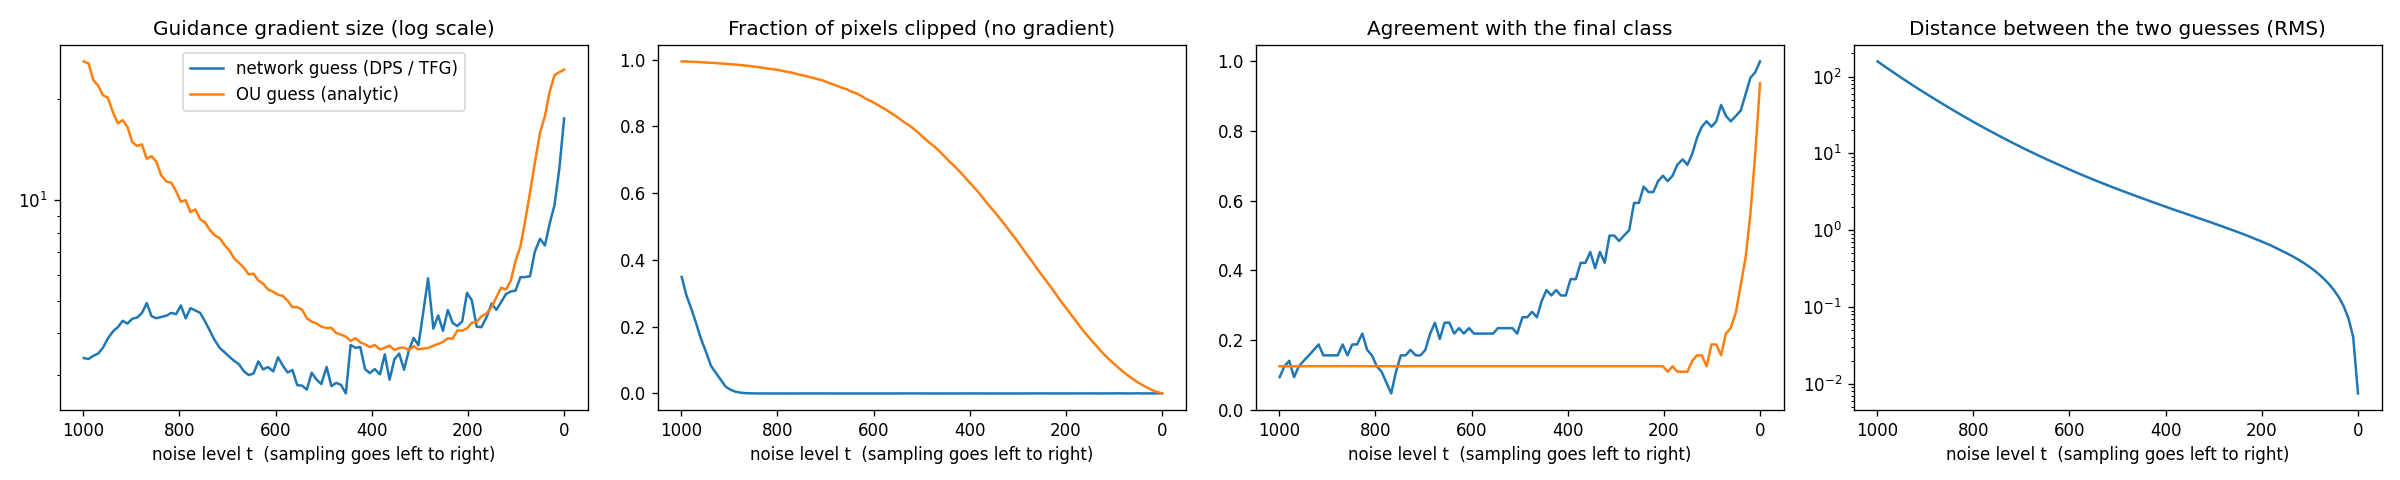 Guidance gradient size (log scale)
network guess (DPS / TFG)
OU guess (analytic)
10¹
1000 800 600 400 200 0
noise level t  (sampling goes left to right)
Fraction of pixels clipped (no gradient)
1.0
0.8
0.6
0.4
0.2
0.0
1000 800 600 400 200 0
noise level t  (sampling goes left to right)
Agreement with the final class
1.0
0.8
0.6
0.4
0.2
0.0
1000 800 600 400 200 0
noise level t  (sampling goes left to right)
Distance between the two guesses (RMS)
10²
10¹
10⁰
10⁻¹
10⁻²
1000 800 600 400 200 0
noise level t  (sampling goes left to right)